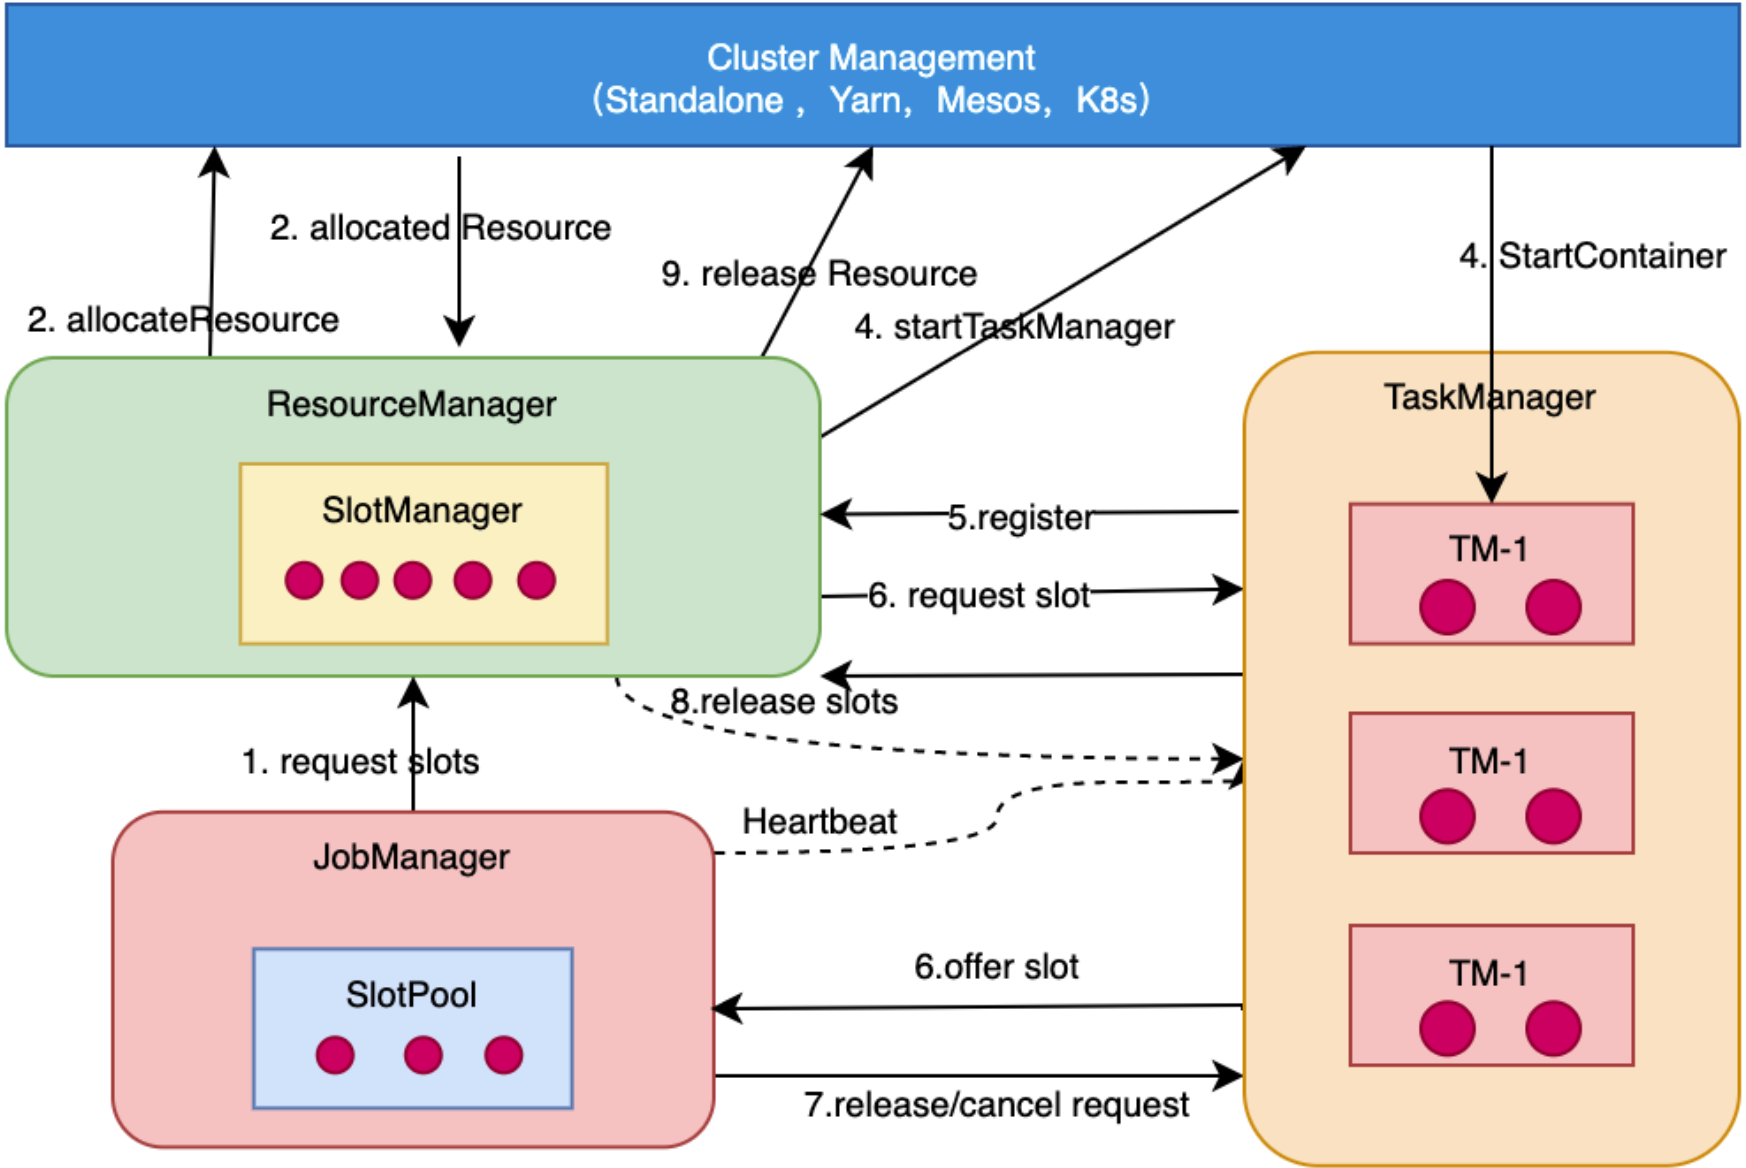 Cluster Management
（Standalone ， Yarn，Mesos，K8s）
2. allocated Resource
4. StartContainer
9. release Resource
2. allocateResource
4. startTaskManager
ResourceManager
TaskManager
SlotManager
5.register
TM-1
6. request slot
8.release slots
1. request slots
TM-1
Heartbeat
JobManager
6.offer slot
TM-1
SlotPool
7.release/cancel request